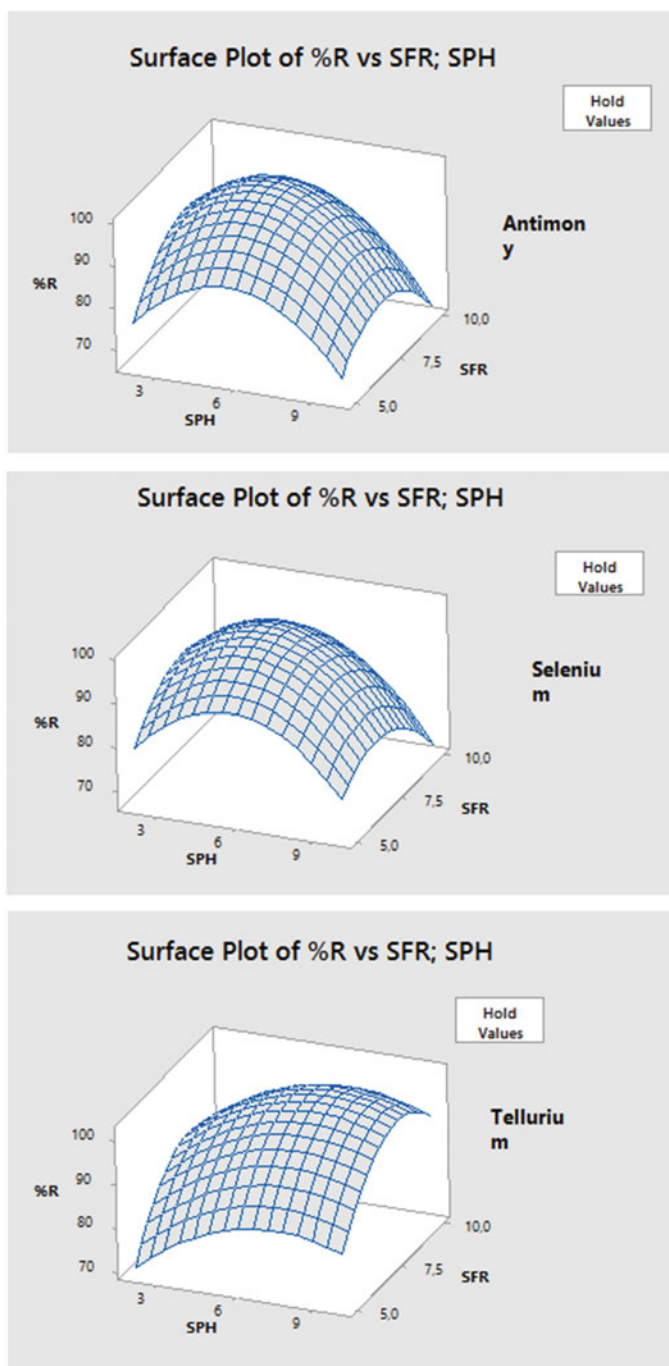 Surface Plot of %R vs SFR; SPH
Hold
Values
Antimon
y
100
90
%R
80
70
3
6
9
SPH
10,0
7,5
SFR
5,0
Surface Plot of %R vs SFR; SPH
Hold
Values
Seleniu
m
100
90
%R
80
70
3
6
9
SPH
10,0
7,5
SFR
5,0
Surface Plot of %R vs SFR; SPH
Hold
Values
Telluriu
m
100
90
%R
80
70
3
6
9
SPH
10,0
7,5
SFR
5,0